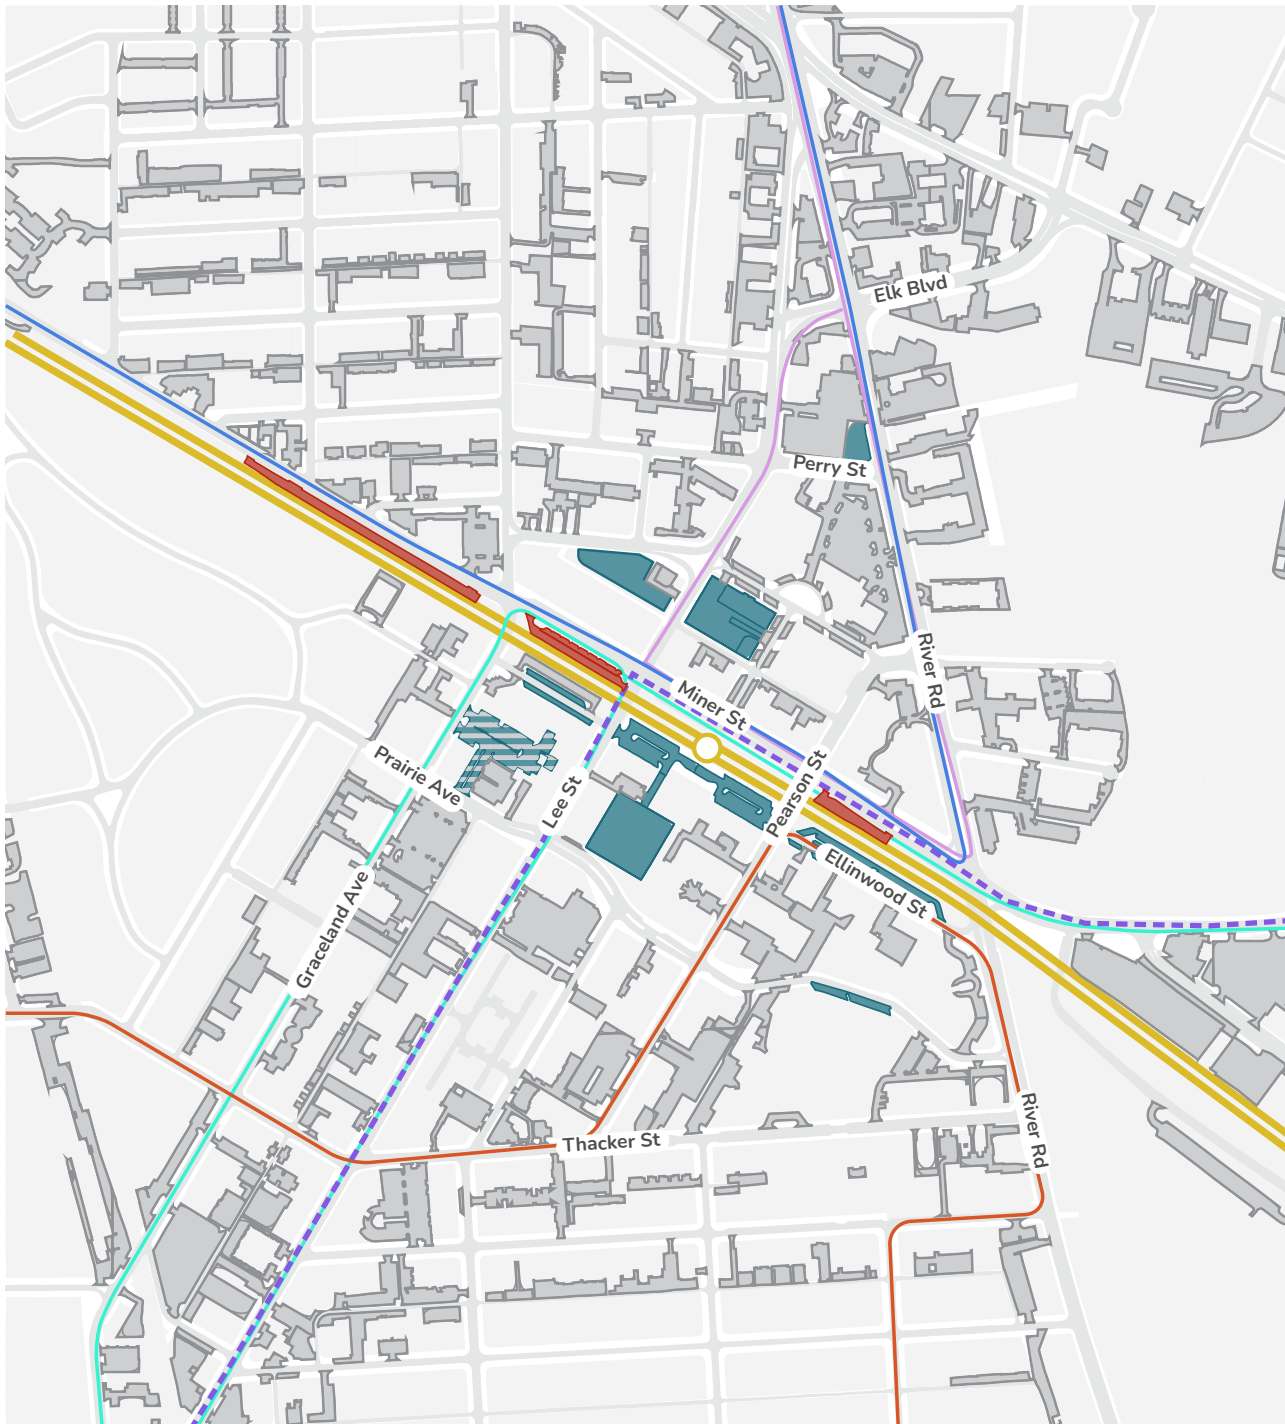 Elk Blvd
Perry St
River Rd
Miner St
Prairie Ave
Lee St
Pearson St
Ellinwood St
Graceland Ave
River Rd
Thacker St